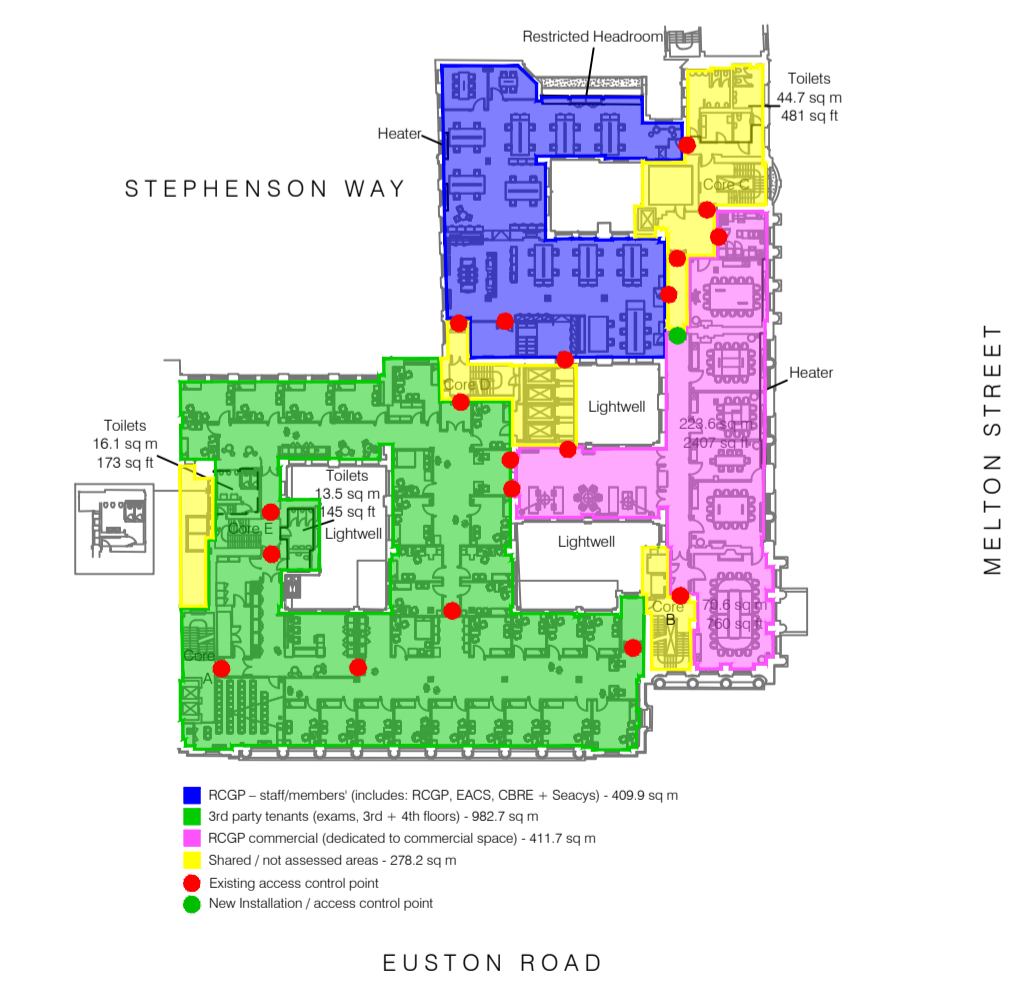 Restricted Headroom
Toilets
44.7 sq m
481 sq ft
Heater
STEPHENSON WAY
Core C
MELTON STREET
Heater
Core D
Lightwell
223.6 sq m
2407 sq ft
Toilets
16.1 sq m
173 sq ft
Toilets
13.5 sq m
145 sq ft
Lightwell
Core E
Lightwell
Core
B
70.6 sq m
760 sq ft
Core
A
RCGP – staff/members' (includes: RCGP, EACS, CBRE + Seacys) - 409.9 sq m
3rd party tenants (exams, 3rd + 4th floors) - 982.7 sq m
RCGP commercial (dedicated to commercial space) - 411.7 sq m
Shared / not assessed areas - 278.2 sq m
Existing access control point
New Installation / access control point
EUSTON ROAD